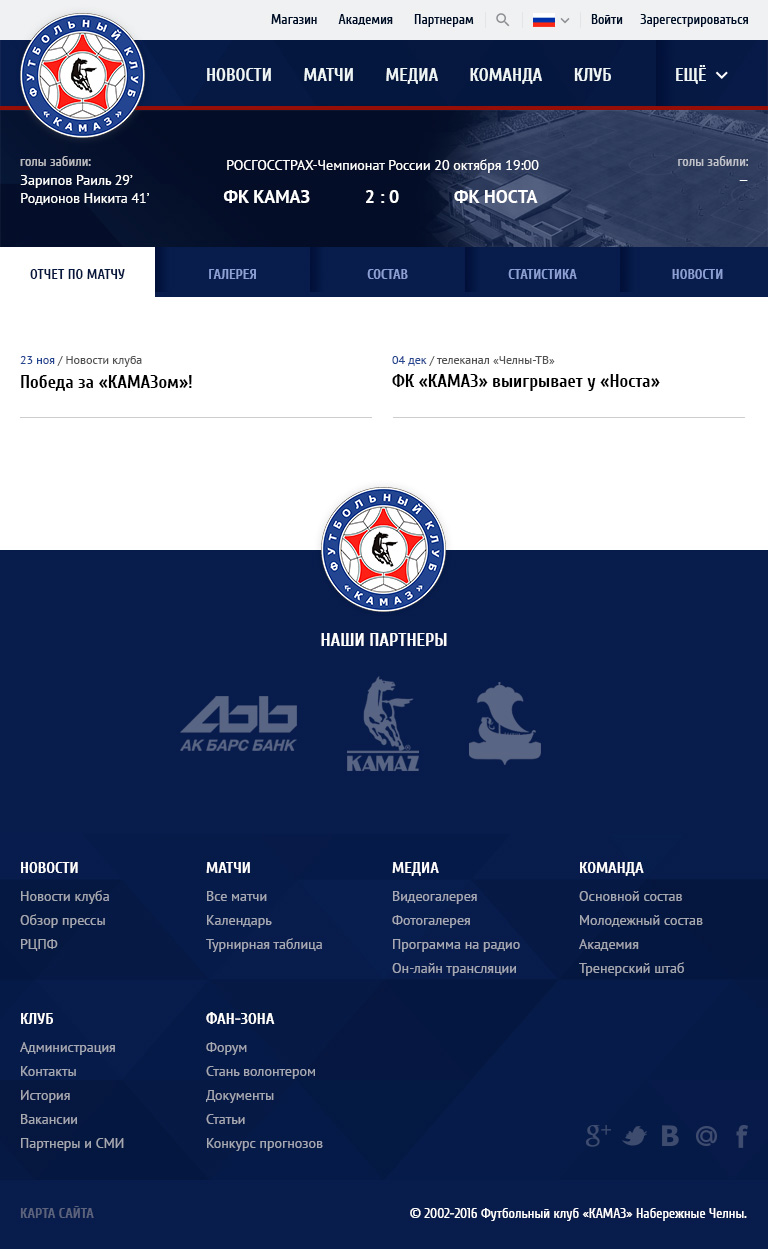 Магазин Академия Партнерам Войти Зарегестрироваться
ФУТБОЛЬНЫЙ КЛУБ «КАМАЗ»
НОВОСТИ МАТЧИ МЕДИА КОМАНДА КЛУБ ЕЩЁ
голы забили:
Зарипов Раиль 29’
Родионов Никита 41’
РОСГОССТРАХ-Чемпионат России 20 октября 19:00
ФК КАМАЗ 2 : 0 ФК НОСТА
голы забили:
—
ОТЧЕТ ПО МАТЧУ ГАЛЕРЕЯ СОСТАВ СТАТИСТИКА НОВОСТИ
23 ноя / Новости клуба
Победа за «КАМАЗом»!
04 дек / телеканал «Челны-ТВ»
ФК «КАМАЗ» выигрывает у «Носта»
ФУТБОЛЬНЫЙ КЛУБ «КАМАЗ»
НАШИ ПАРТНЕРЫ
АК БАРС БАНК
KAMAZ
НОВОСТИ
Новости клуба
Обзор прессы
РЦПФ
МАТЧИ
Все матчи
Календарь
Турнирная таблица
МЕДИА
Видеогалерея
Фотогалерея
Программа на радио
Он-лайн трансляции
КОМАНДА
Основной состав
Молодежный состав
Академия
Тренерский штаб
КЛУБ
Администрация
Контакты
История
Вакансии
Партнеры и СМИ
ФАН-ЗОНА
Форум
Стань волонтером
Документы
Статьи
Конкурс прогнозов
КАРТА САЙТА
© 2002-2016 Футбольный клуб «КАМАЗ» Набережные Челны.